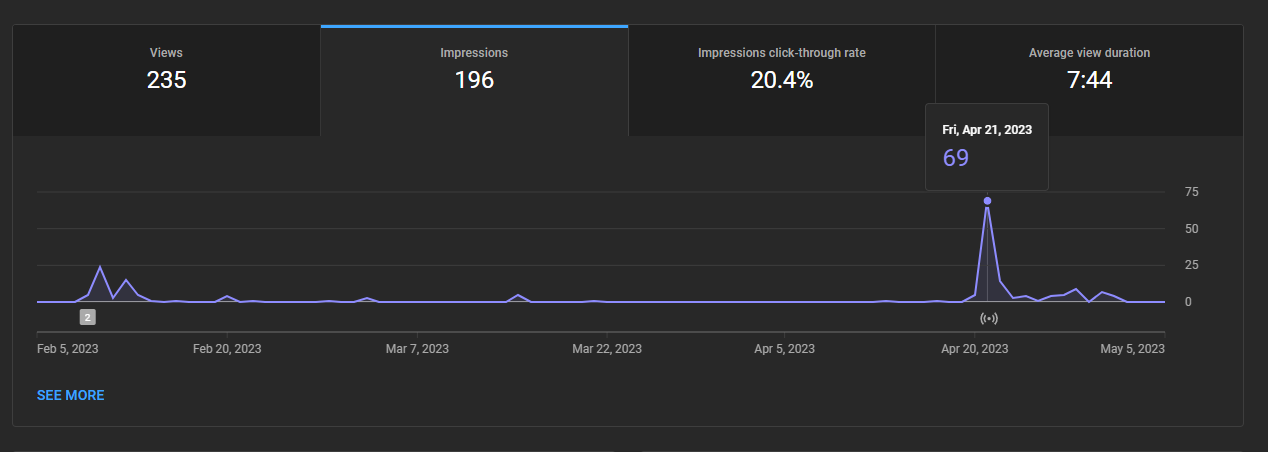 Views
235
Impressions
196
Impressions click-through rate
20.4%
Average view duration
7:44
Fri, Apr 21, 2023
69
75
50
25
0
2
Feb 5, 2023
Feb 20, 2023
Mar 7, 2023
Mar 22, 2023
Apr 5, 2023
Apr 20, 2023
May 5, 2023
SEE MORE